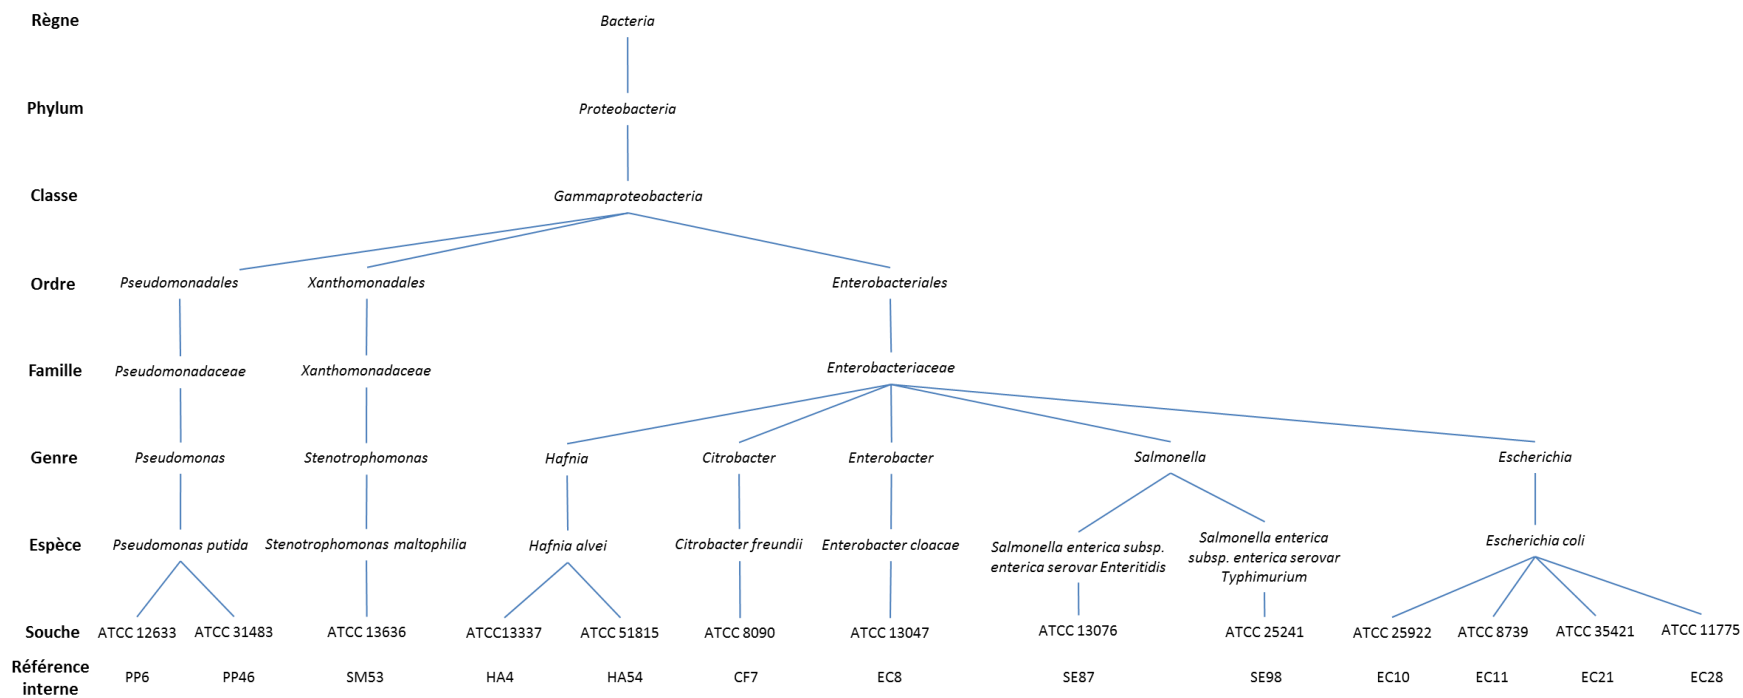 Règne
Bacteria
Phylum
Proteobacteria
Classe
Gammaproteobacteria
Ordre
Pseudomonadales
Xanthomonadales
Enterobacteriales
Famille
Pseudomonadaceae
Xanthomonadaceae
Enterobacteriaceae
Genre
Pseudomonas
Stenotrophomonas
Hafnia
Citrobacter
Enterobacter
Salmonella
Escherichia
Espèce
Pseudomonas putida
Stenotrophomonas maltophilia
Hafnia alvei
Citrobacter freundii
Enterobacter cloacae
Salmonella enterica subsp.
enterica serovar Enteritidis
Salmonella enterica
subsp. enterica serovar
Typhimurium
Escherichia coli
Souche
ATCC 12633
ATCC 31483
ATCC 13636
ATCC13337
ATCC 51815
ATCC 8090
ATCC 13047
ATCC 13076
ATCC 25241
ATCC 25922
ATCC 8739
ATCC 35421
ATCC 11775
Référence
interne
PP6
PP46
SM53
HA4
HA54
CF7
EC8
SE87
SE98
EC10
EC11
EC21
EC28